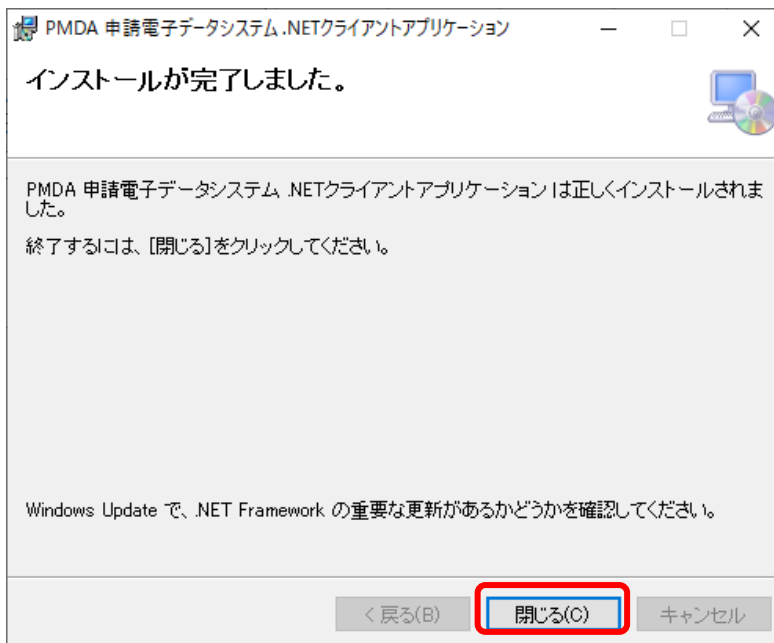 PMDA 申請電子データシステム .NETクライアントアプリケーション
インストールが完了しました。
PMDA 申請電子データシステム .NETクライアントアプリケーション は正しくインストールされま
した。
終了するには、[閉じる]をクリックしてください。
Windows Update で、.NET Framework の重要な更新があるかどうかを確認してください。
< 戻る(B)
閉じる(C)
キャンセル